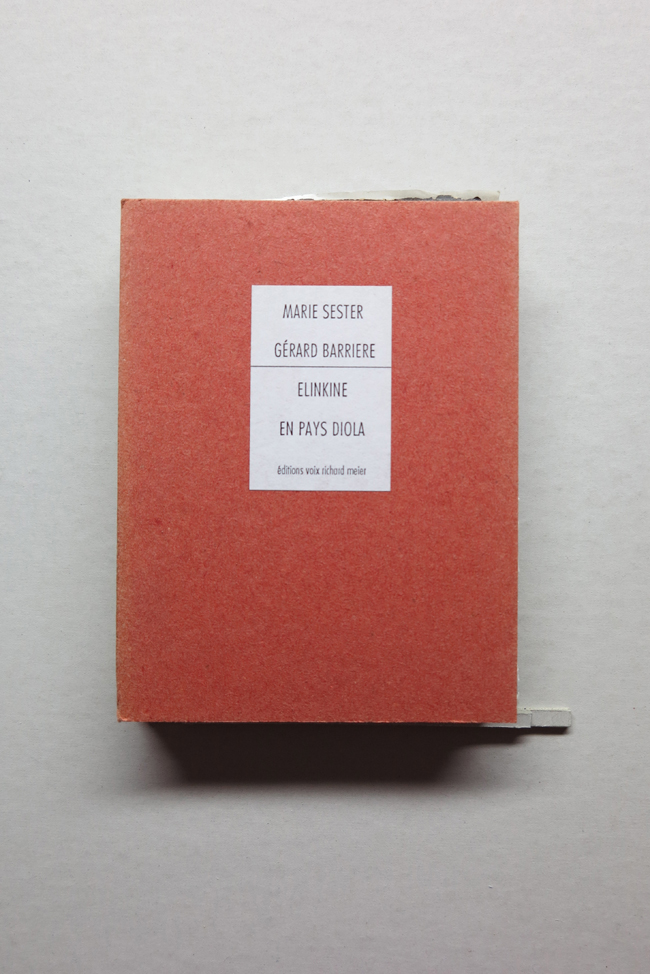 MARIE SESTER
GÉRARD BARRIERE
ELINKINE
EN PAYS DIOLA
éditions voix richard meier